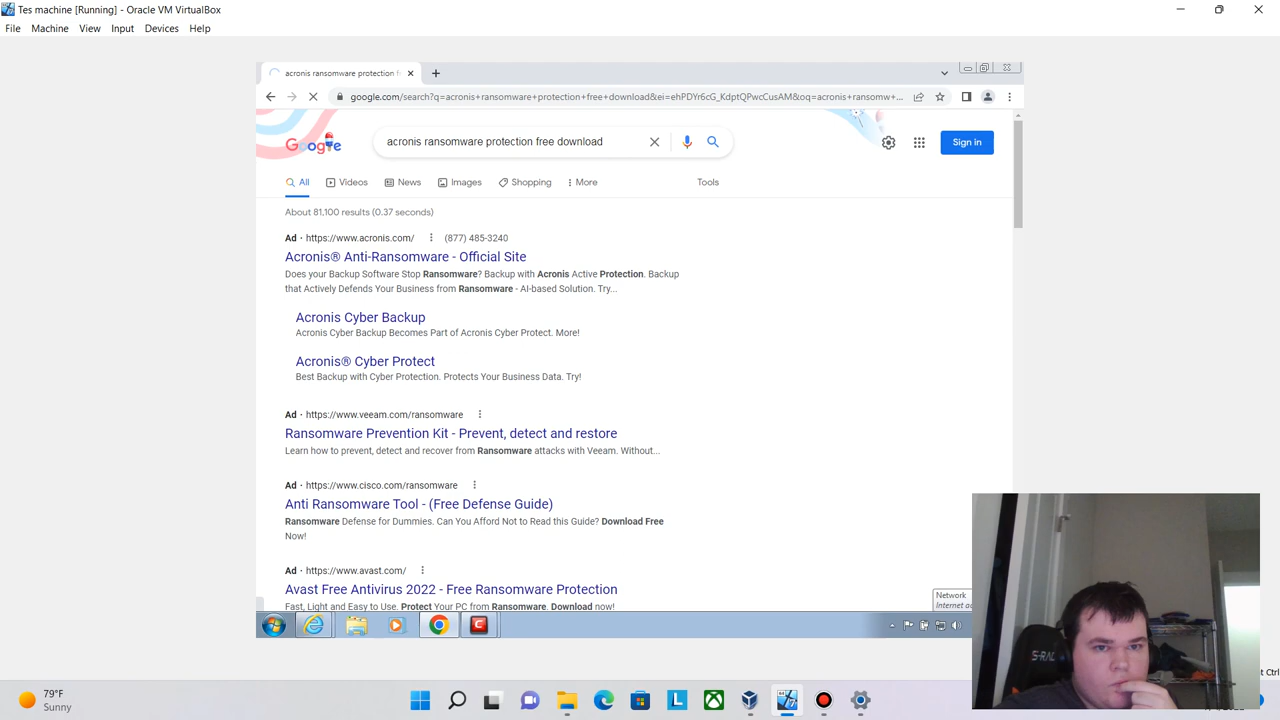 Tes machine [Running] - Oracle VM VirtualBox
File Machine View Input Devices Help
acronis ransomware protection f
google.com/search?q=acronis+ransomware+protection+free+download&ei=ehPDYr6cG_KdptQPwcCusAM&oq=acronis+ransomw+...
Google
acronis ransomware protection free download
Sign in
All Videos News Images Shopping More Tools
About 81,100 results (0.37 seconds)
Ad · https://www.acronis.com/ (877) 485-3240
Acronis® Anti-Ransomware - Official Site
Does your Backup Software Stop Ransomware? Backup with Acronis Active Protection. Backup
that Actively Defends Your Business from Ransomware - AI-based Solution. Try...
Acronis Cyber Backup
Acronis Cyber Backup Becomes Part of Acronis Cyber Protect. More!
Acronis® Cyber Protect
Best Backup with Cyber Protection. Protects Your Business Data. Try!
Ad · https://www.veeam.com/ransomware
Ransomware Prevention Kit - Prevent, detect and restore
Learn how to prevent, detect and recover from Ransomware attacks with Veeam. Without...
Ad · https://www.cisco.com/ransomware
Anti Ransomware Tool - (Free Defense Guide)
Ransomware Defense for Dummies. Can You Afford Not to Read this Guide? Download Free
Now!
Ad · https://www.avast.com/
Avast Free Antivirus 2022 - Free Ransomware Protection
Fast, Light and Easy to Use. Protect Your PC from Ransomware. Download now!
Network
Internet ac
S-RAC
t Ctrl
79°F
Sunny